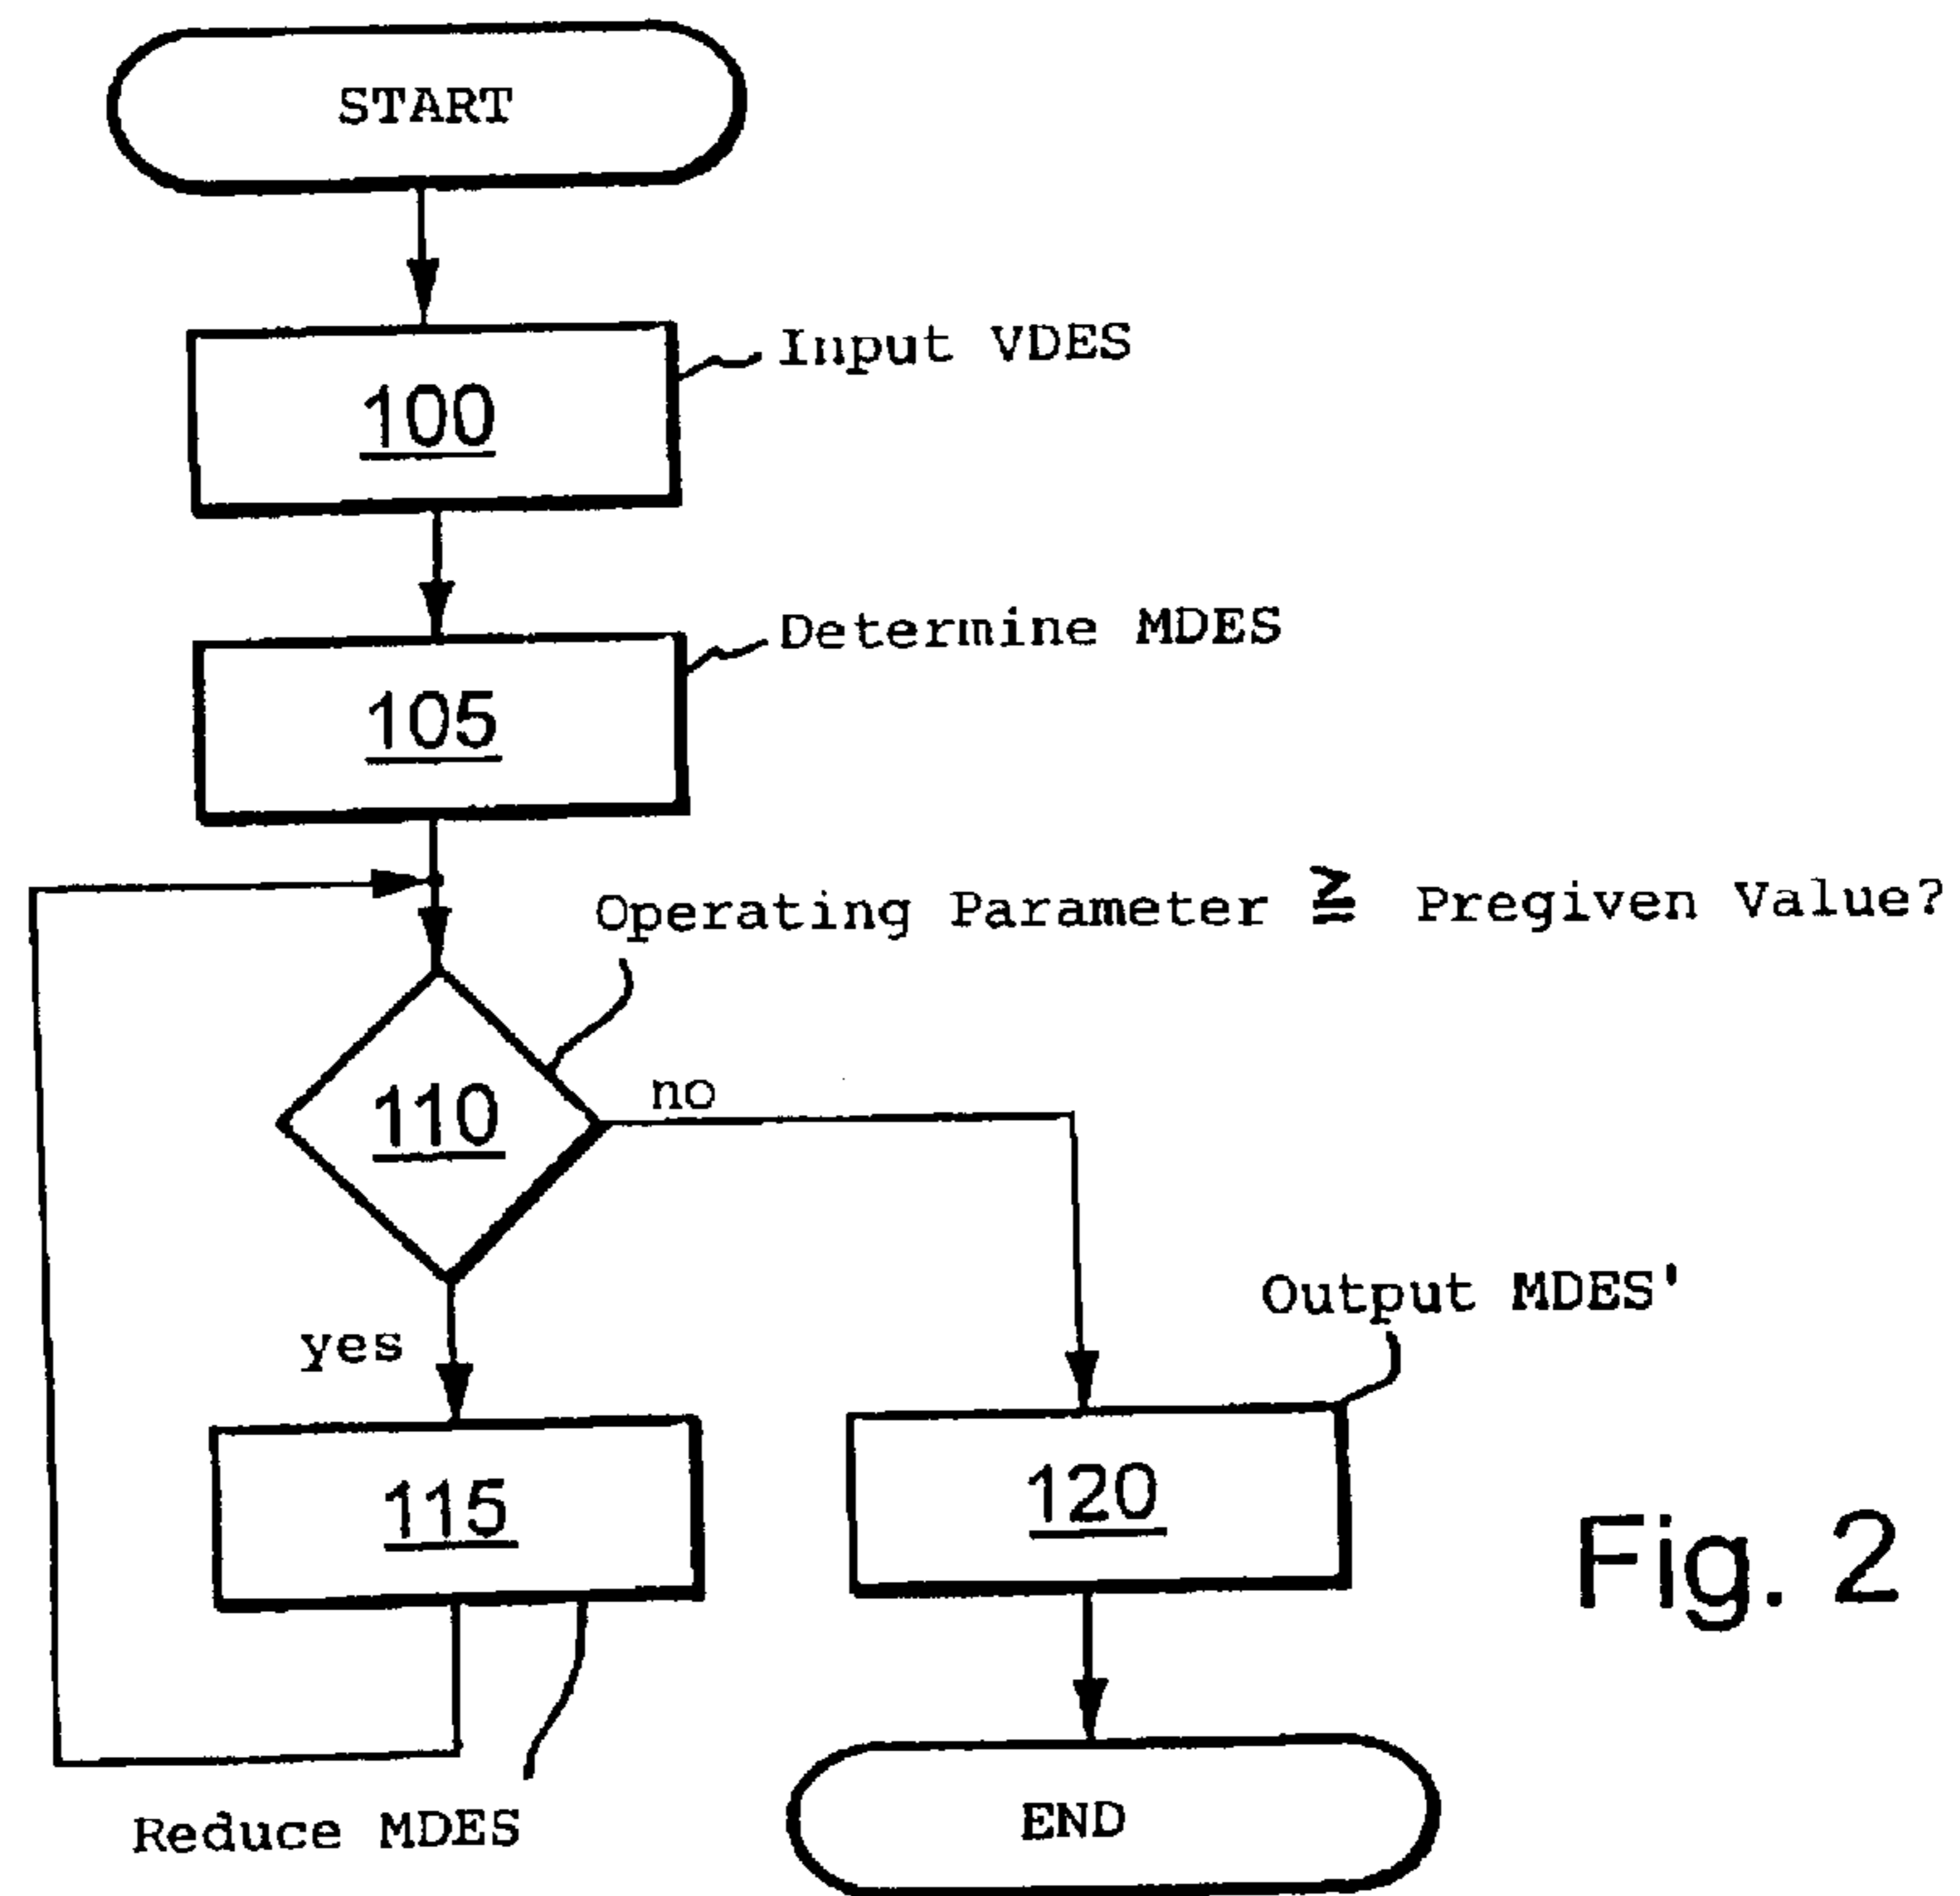 START
Input VDES
100
Determine MDES
105
Operating Parameter ≧ Pregiven Value?
110
no
yes
Output MDES'
115
120
Fig. 2
Reduce MDES
END